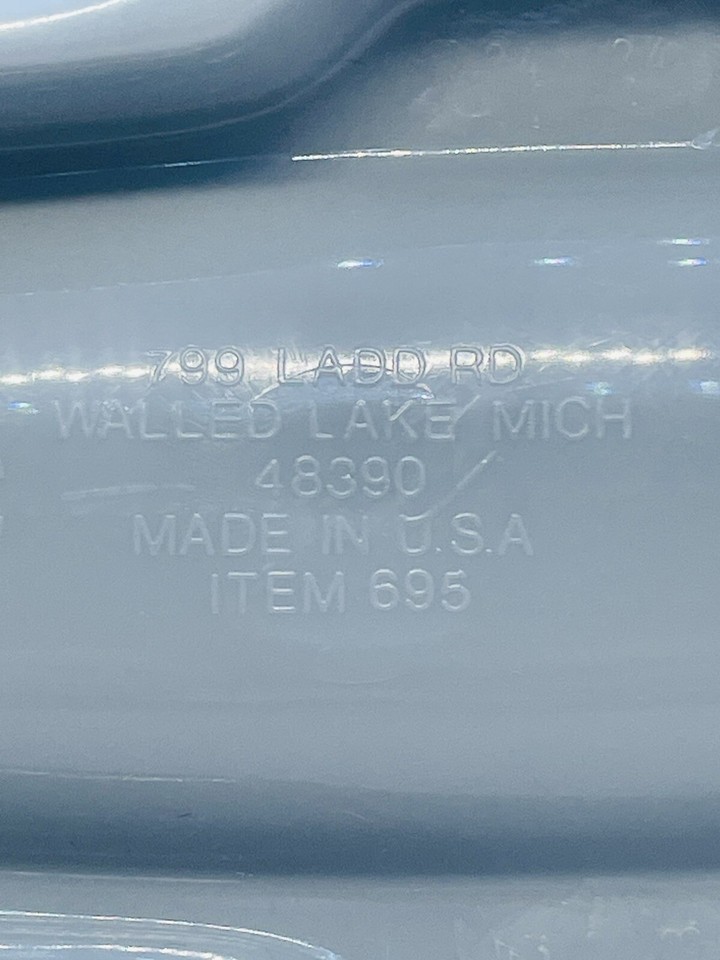 799 LADD RD
WALLED LAKE MICH
48390
MADE IN U.S.A
ITEM 695